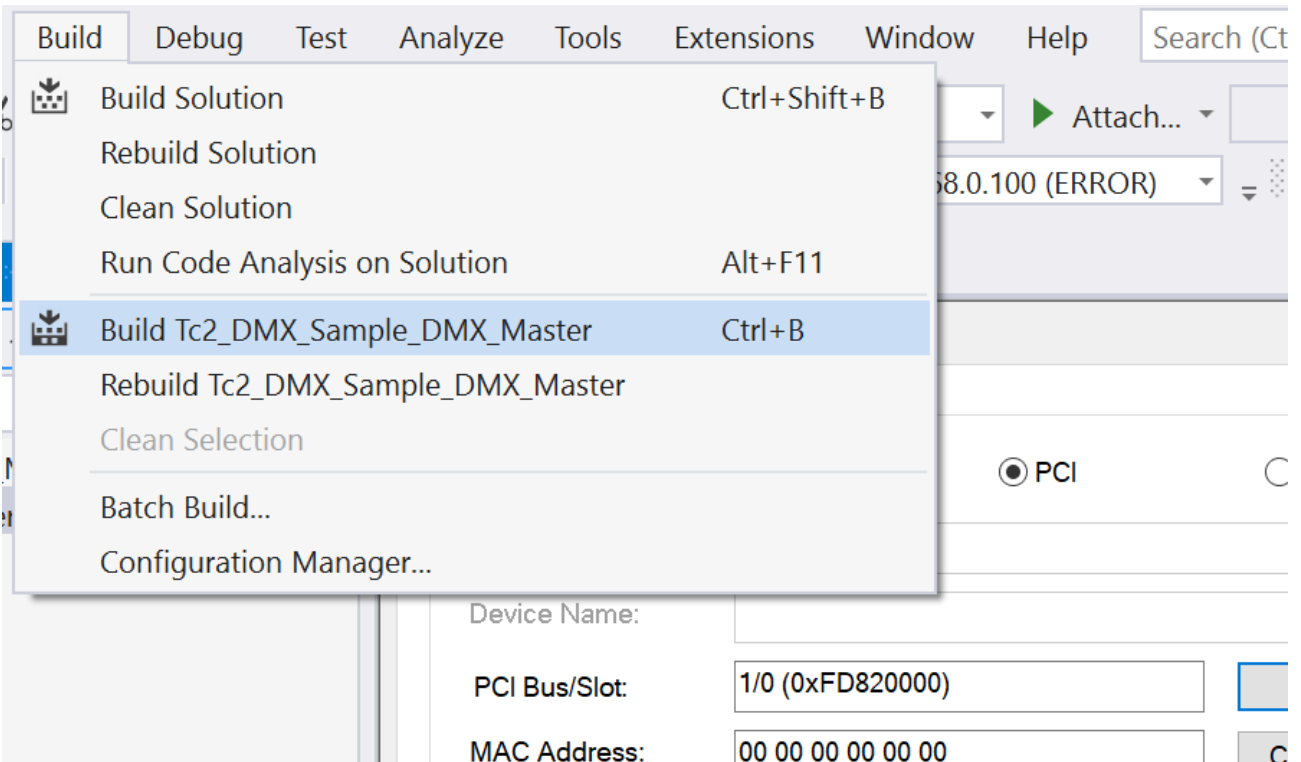 Build Debug Test Analyze Tools Extensions Window Help Search (Ct
Build Solution Ctrl+Shift+B
Attach...
Rebuild Solution
68.0.100 (ERROR)
Clean Solution
Run Code Analysis on Solution Alt+F11
Build Tc2_DMX_Sample_DMX_Master Ctrl+B
Rebuild Tc2_DMX_Sample_DMX_Master
Clean Selection
PCI
Batch Build...
Configuration Manager...
Device Name:
PCI Bus/Slot: 1/0 (0xFD820000)
MAC Address: 00 00 00 00 00 00